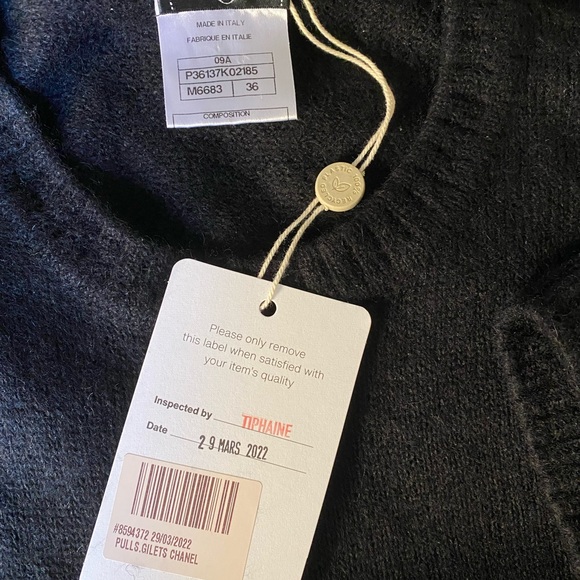 MADE IN ITALY
FABRIQUE EN ITALIE
09A
P36137K02185
M6683 36
COMPOSITION
Please only remove
this label when satisfied with
your item's quality
Inspected by TIPHAINE
Date 29 MARS 2022
#8594372 29/03/2022
PULLS,GILETS CHANEL